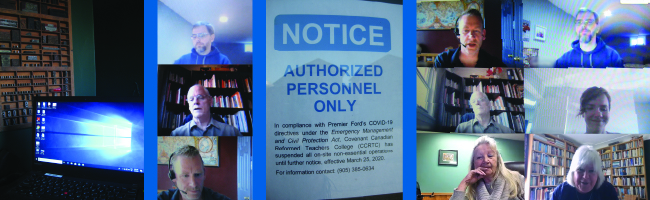 NOTICE
AUTHORIZED
PERSONNEL
ONLY
In compliance with Premier Ford's COVID-19
directives under the Emergency Management
and Civil Protection Act, Covenant Canadian
Reformed Teachers College (CCRTC) has
suspended all on-site non-essential operations
until further notice, effective March 25, 2020.
For information contact: (905) 385-0634